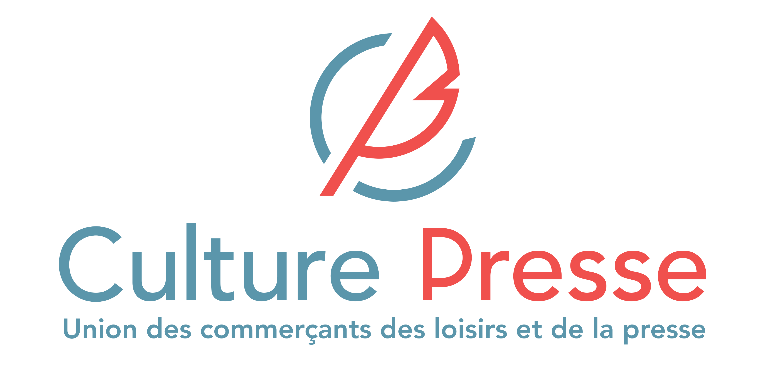 Culture Presse
Union des commerçants des loisirs et de la presse